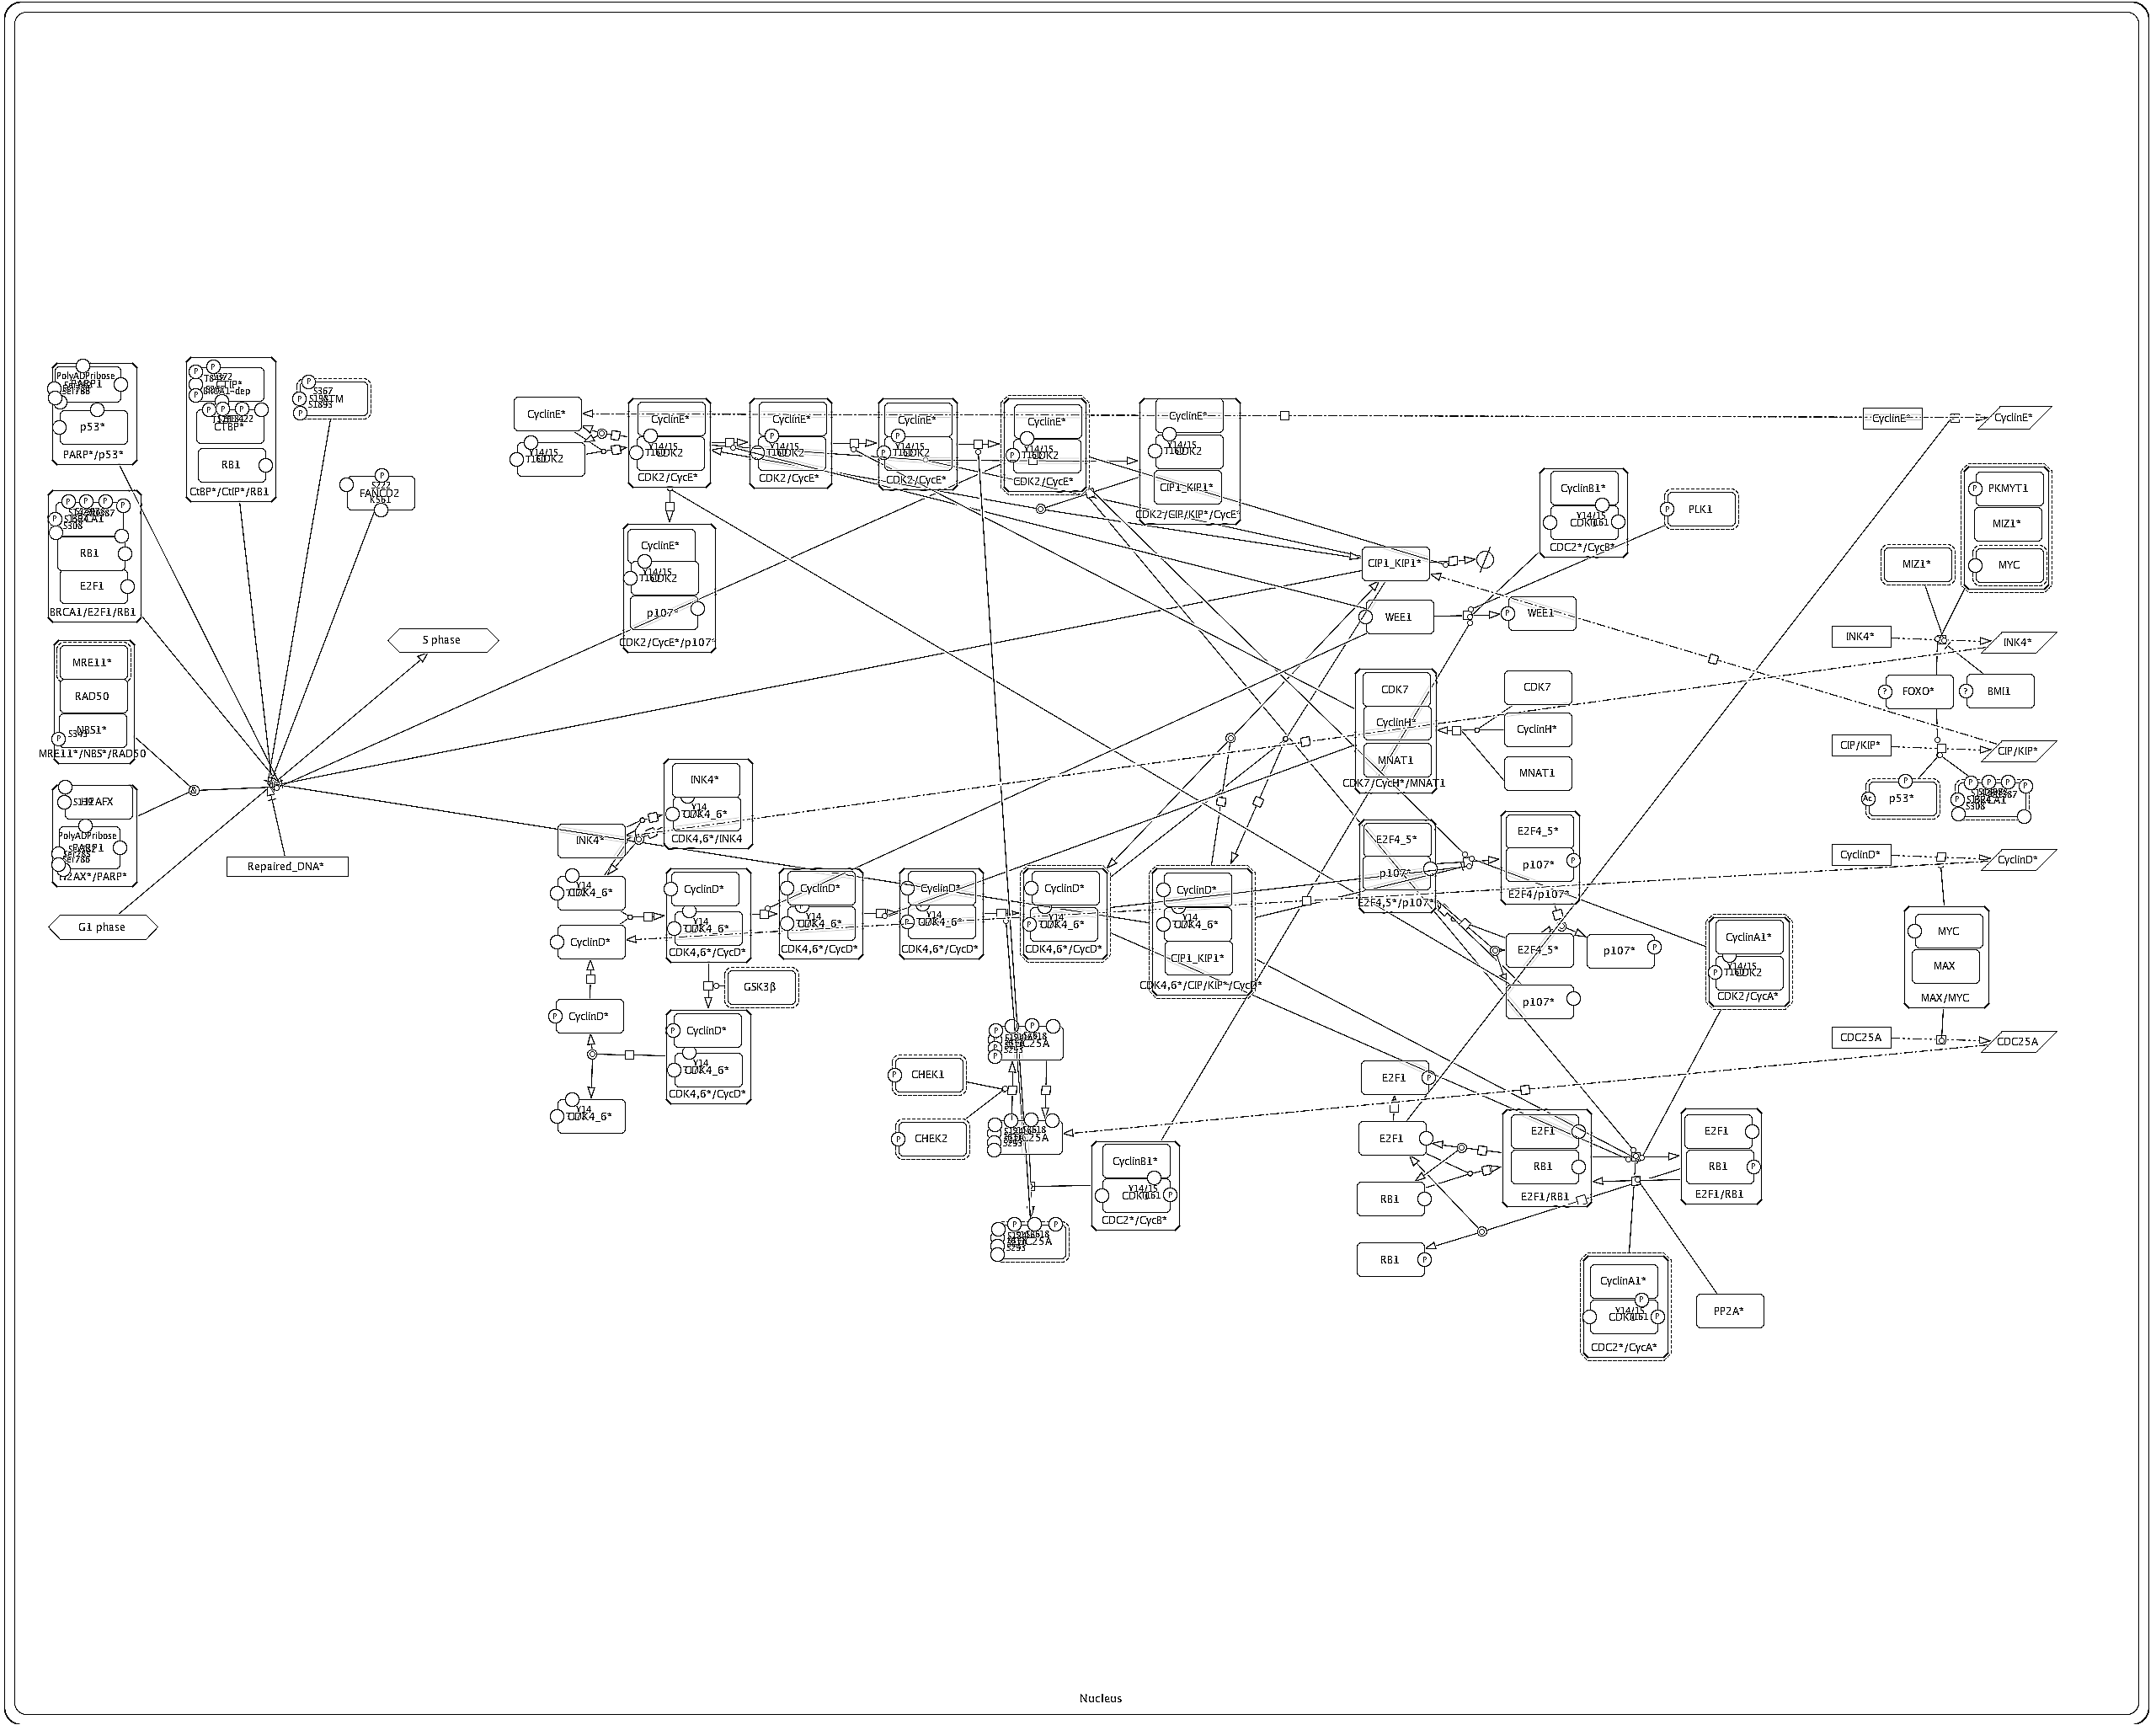 PolyADPribose
PARP1
p53*
PARP*/p53*
CtIP*
CTBP*
RB1
CtBP*/CtIP*/RB1
S367
ATM
S1893
S222
FANCD2
K561
BRCA1
S308
RB1
E2F1
BRCA1/E2F1/RB1
MRE11*
RAD50
NBS1*
S343
MRE11*/NBS*/RAD50
H2AFX
PolyADPribose
PARP1
H2AX*/PARP*
G1 phase
S phase
Repaired_DNA*
CyclinE*
Y14/15
T160
CDK2
CyclinE*
Y14/15
T160
CDK2
CDK2/CycE*
CyclinE*
Y14/15
T160
CDK2
CDK2/CycE*
CyclinE*
Y14/15
T160
CDK2
CDK2/CycE*
CyclinE*
Y14/15
T160
CDK2
CDK2/CycE*
CyclinE*
Y14/15
T160
CDK2
CIP1_KIP1*
CDK2/CIP/KIP*/CycE*
CyclinE*
Y14/15
T160
CDK2
p107*
CDK2/CycE*/p107*
CyclinE*
CyclinE*
CyclinB1*
Y14/15
CDK1
T161
CDC2*/CycB*
PLK1
CIP1_KIP1*
WEE1
P
WEE1
PKMYT1
MIZ1*
MYC
MIZ1*
INK4*
INK4*
? FOXO*
? BMI1
CIP/KIP*
CIP/KIP*
Ac p53*
BRCA1
S308
CDK7
CyclinH*
MNAT1
CDK7/CycH*/MNAT1
CDK7
CyclinH*
MNAT1
INK4*
Y14
CDK4_6*
CDK4,6*/INK4
INK4*
Y14
CDK4_6*
CyclinD*
CyclinD*
Y14
CDK4_6*
CDK4,6*/CycD*
CyclinD*
Y14
CDK4_6*
CDK4,6*/CycD*
CyclinD*
Y14
CDK4_6*
CDK4,6*/CycD*
CyclinD*
Y14
CDK4_6*
CDK4,6*/CycD*
CyclinD*
Y14
CDK4_6*
CIP1_KIP1*
CDK4,6*/CIP/KIP*/CycD*
GSK3β
CyclinD*
CyclinD*
Y14
CDK4_6*
CDK4,6*/CycD*
Y14
CDK4_6*
E2F4_5*
p107*
E2F4,5*/p107*
E2F4_5*
p107*
E2F4/p107*
E2F4_5*
p107*
p107*
CyclinA1*
Y14/15
T160
CDK2
CDK2/CycA*
CyclinD*
CyclinD*
MYC
MAX
MAX/MYC
CDC25A
CDC25A
CHEK1
CHEK2
CDC25A
S293
CDC25A
S293
CDC25A
S293
CyclinB1*
Y14/15
CDK1
T161
CDC2*/CycB*
E2F1
E2F1
RB1
RB1
E2F1
RB1
E2F1/RB1
E2F1
RB1
E2F1/RB1
CyclinA1*
Y14/15
CDK1
T161
CDC2*/CycA*
PP2A*
Nucleus